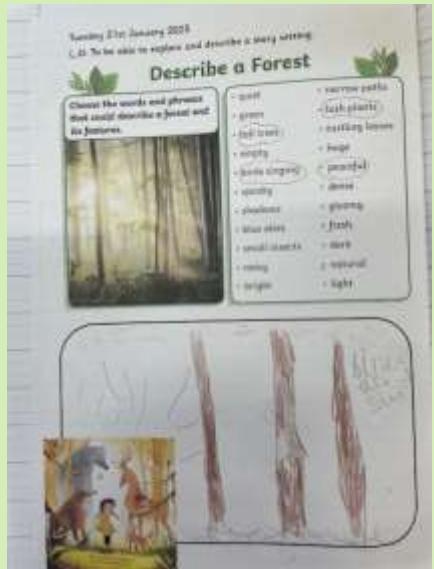 Tuesday 21st January 2025
L.O: To be able to explore and describe a story setting
Describe a Forest
Choose the words and phrases
that could describe a forest and
its features.
• quiet
• green
• tall trees
• empty
• birds singing
• spooky
• shadows
• blue skies
• small insects
• noisy
• bright
• narrow paths
• lush plants
• rustling leaves
• huge
• peaceful
• dense
• gloomy
• fresh
• dark
• natural
• light